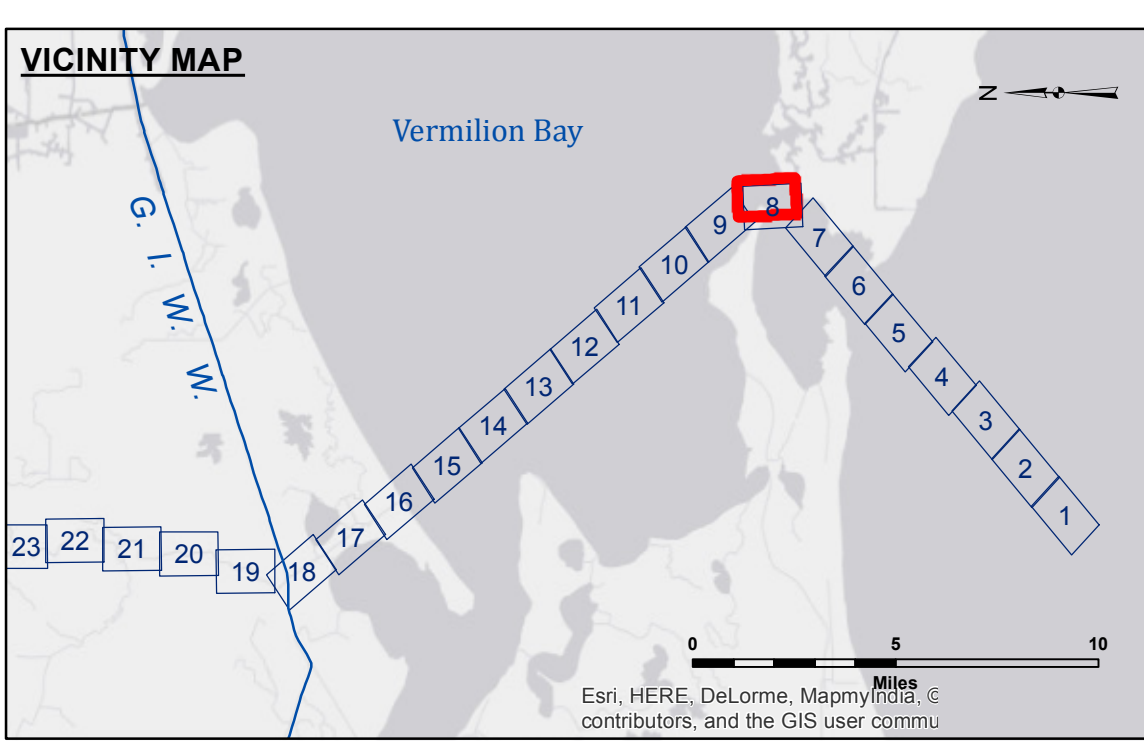 VICINITY MAP
N
Vermilion Bay
G. I. W. W.
8
9
7
10
6
11
5
12
4
13
3
14
2
15
1
16
17
18
19
20
21
22
23
0 5 10
Miles
Esri, HERE, DeLorme, MapmyIndia, ©
contributors, and the GIS user commu